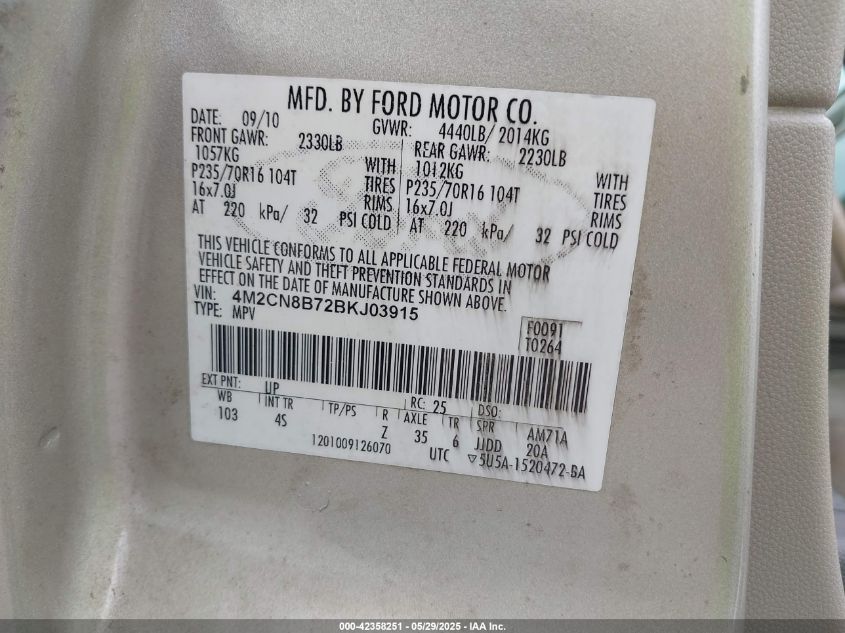 MFD. BY FORD MOTOR CO.
DATE: 09/10 GVWR: 4440LB/ 2014KG
FRONT GAWR: 2330LB REAR GAWR: 2230LB
1057KG WITH 1012KG WITH
P235/70R16 104T TIRES P235/70R16 104T TIRES
16x7.0J RIMS 16x7.0J RIMS
AT 220 kPa/ 32 PSI COLD AT 220 kPa/ 32 PSI COLD
THIS VEHICLE CONFORMS TO ALL APPLICABLE FEDERAL MOTOR
VEHICLE SAFETY AND THEFT PREVENTION STANDARDS IN
EFFECT ON THE DATE OF MANUFACTURE SHOWN ABOVE.
VIN: 4M2CN8B72BKJ03915
TYPE: MPV
F0091
T0264
EXT PNT: UP RC: 25 DSO:
WB INT TR TP/PS R AXLE TR SPR
103 4S Z 35 6 JJDD AM71A
20A
1201009126070 UTC ▽5U5A-1520472-BA
000-42358251 - 05/29/2025 - IAA Inc.